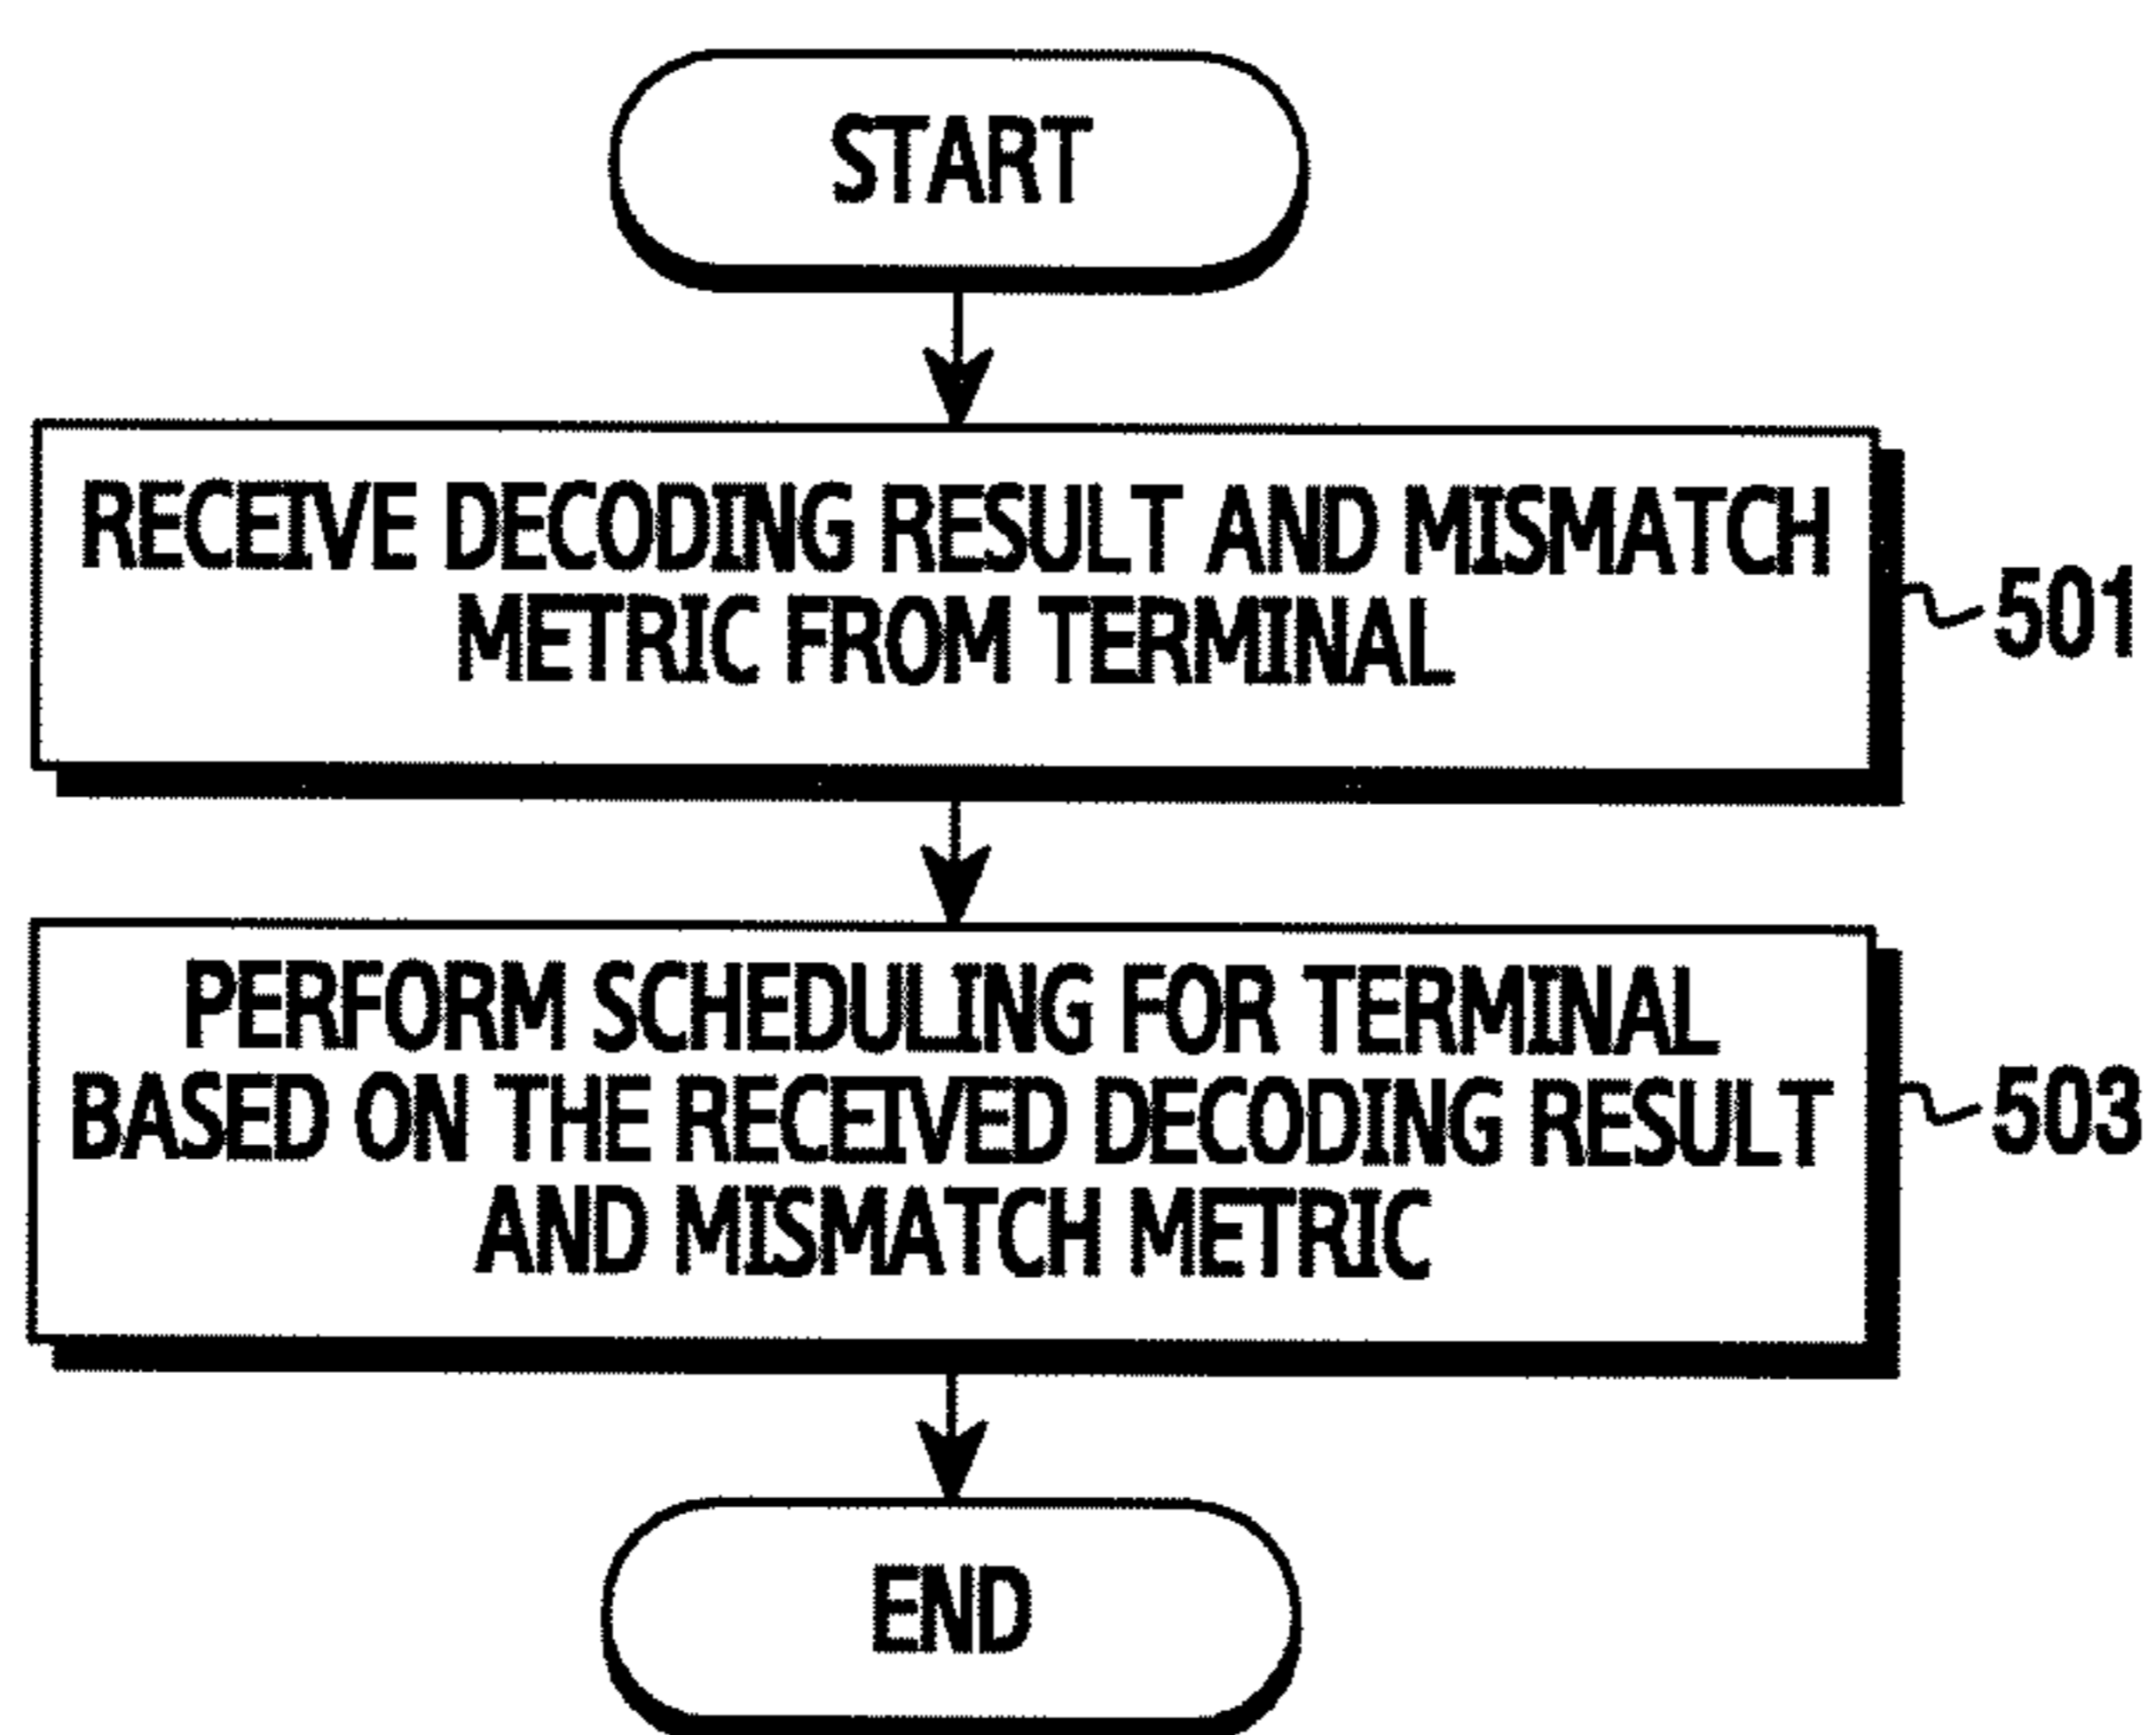 START
RECEIVE DECODING RESULT AND MISMATCH
METRIC FROM TERMINAL
501
PERFORM SCHEDULING FOR TERMINAL
BASED ON THE RECEIVED DECODING RESULT
AND MISMATCH METRIC
503
END